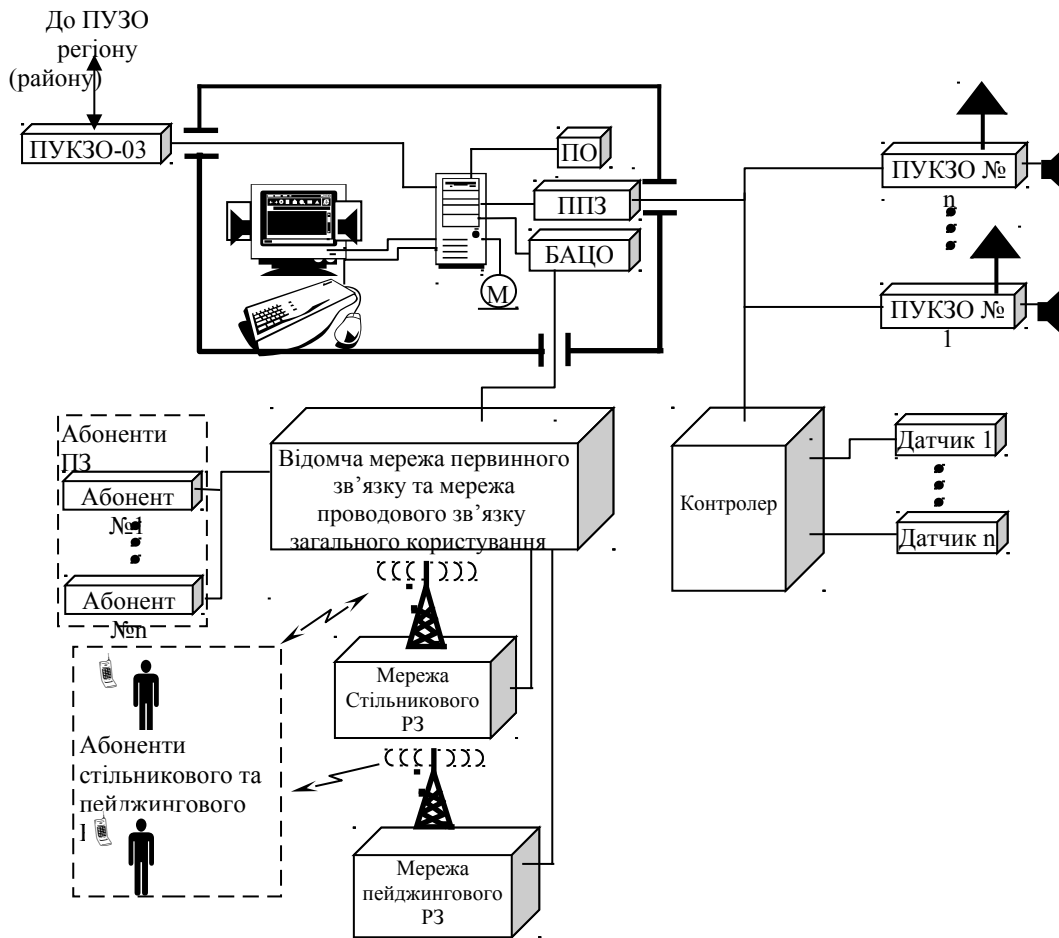 До ПУЗО
регіону
(району)
ПУКЗО-03
ПО
ППЗ
БАЦО
М
ПУКЗО №
n
ПУКЗО №
1
Абоненти
ПЗ
Абонент
№1
Абонент
№n
Відомча мережа первинного
зв’язку та мережа
проводового зв’язку
загального користування
Контролер
Датчик 1
Датчик n
Мережа
Стільникового
РЗ
Абоненти
стільникового та
пейджингового
Мережа
пейджингового
РЗ